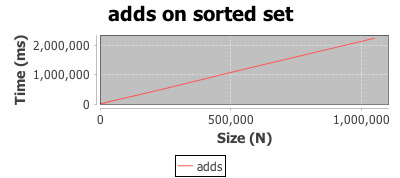 adds on sorted set
Time (ms)
2,000,000
1,000,000
0
0
500,000
1,000,000
Size (N)
adds